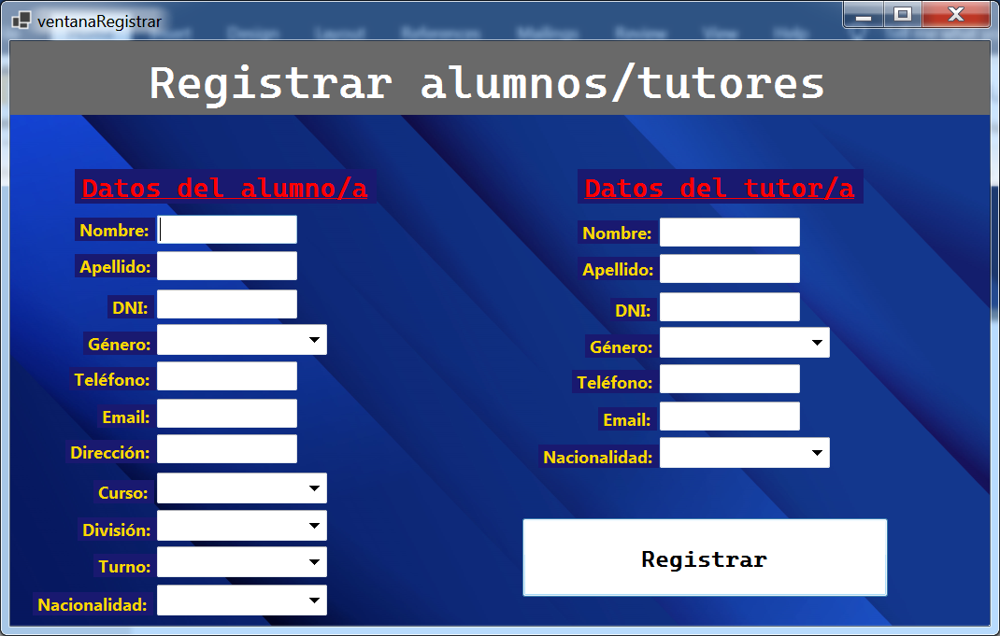 ventanaRegistrar
Registrar alumnos/tutores
Datos del alumno/a
Nombre:
Apellido:
DNI:
Género:
Teléfono:
Email:
Dirección:
Curso:
División:
Turno:
Nacionalidad:
Datos del tutor/a
Nombre:
Apellido:
DNI:
Género:
Teléfono:
Email:
Nacionalidad:
Registrar